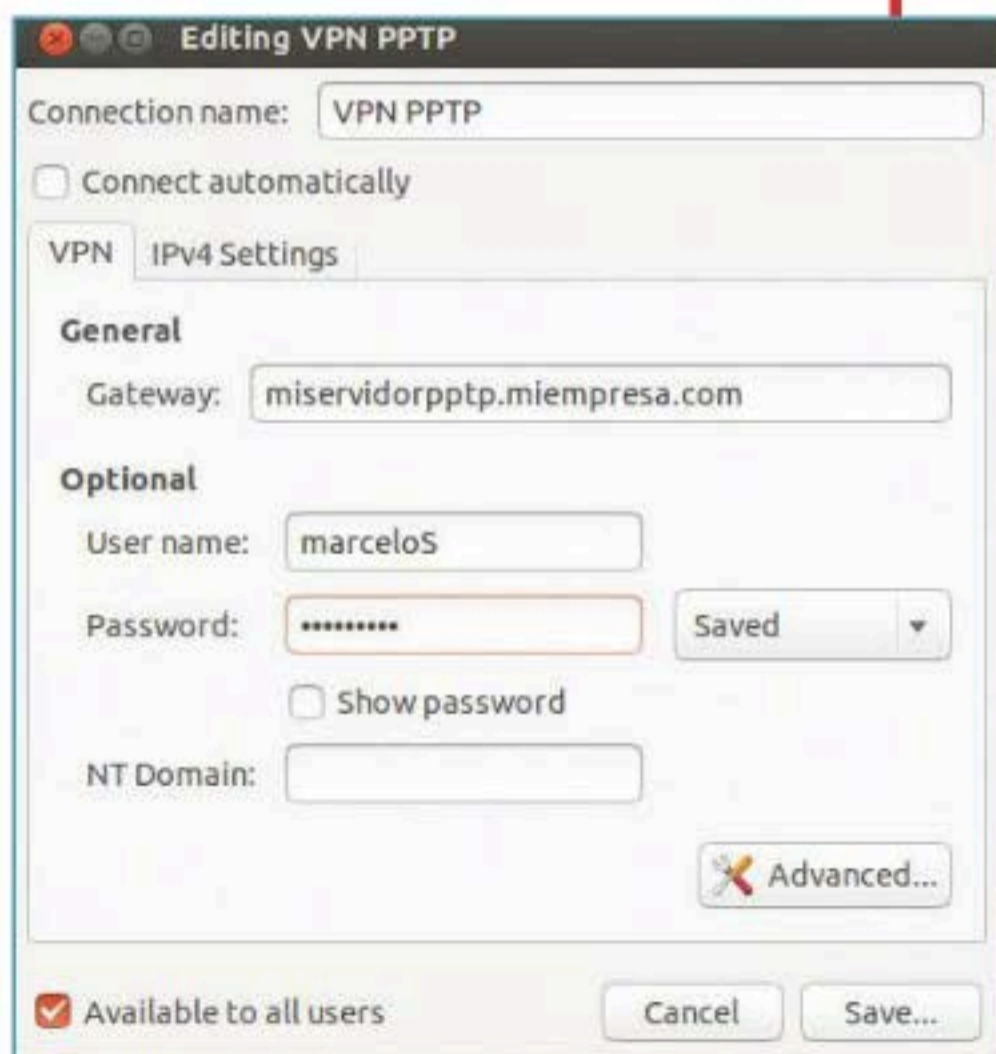 Editing VPN PPTP
Connection name: VPN PPTP
Connect automatically
VPN IPv4 Settings
General
Gateway: miservidorpptp.miempresa.com
Optional
User name: marceloS
Password: ••••••••• Saved
Show password
NT Domain:
Advanced...
Available to all users Cancel Save...